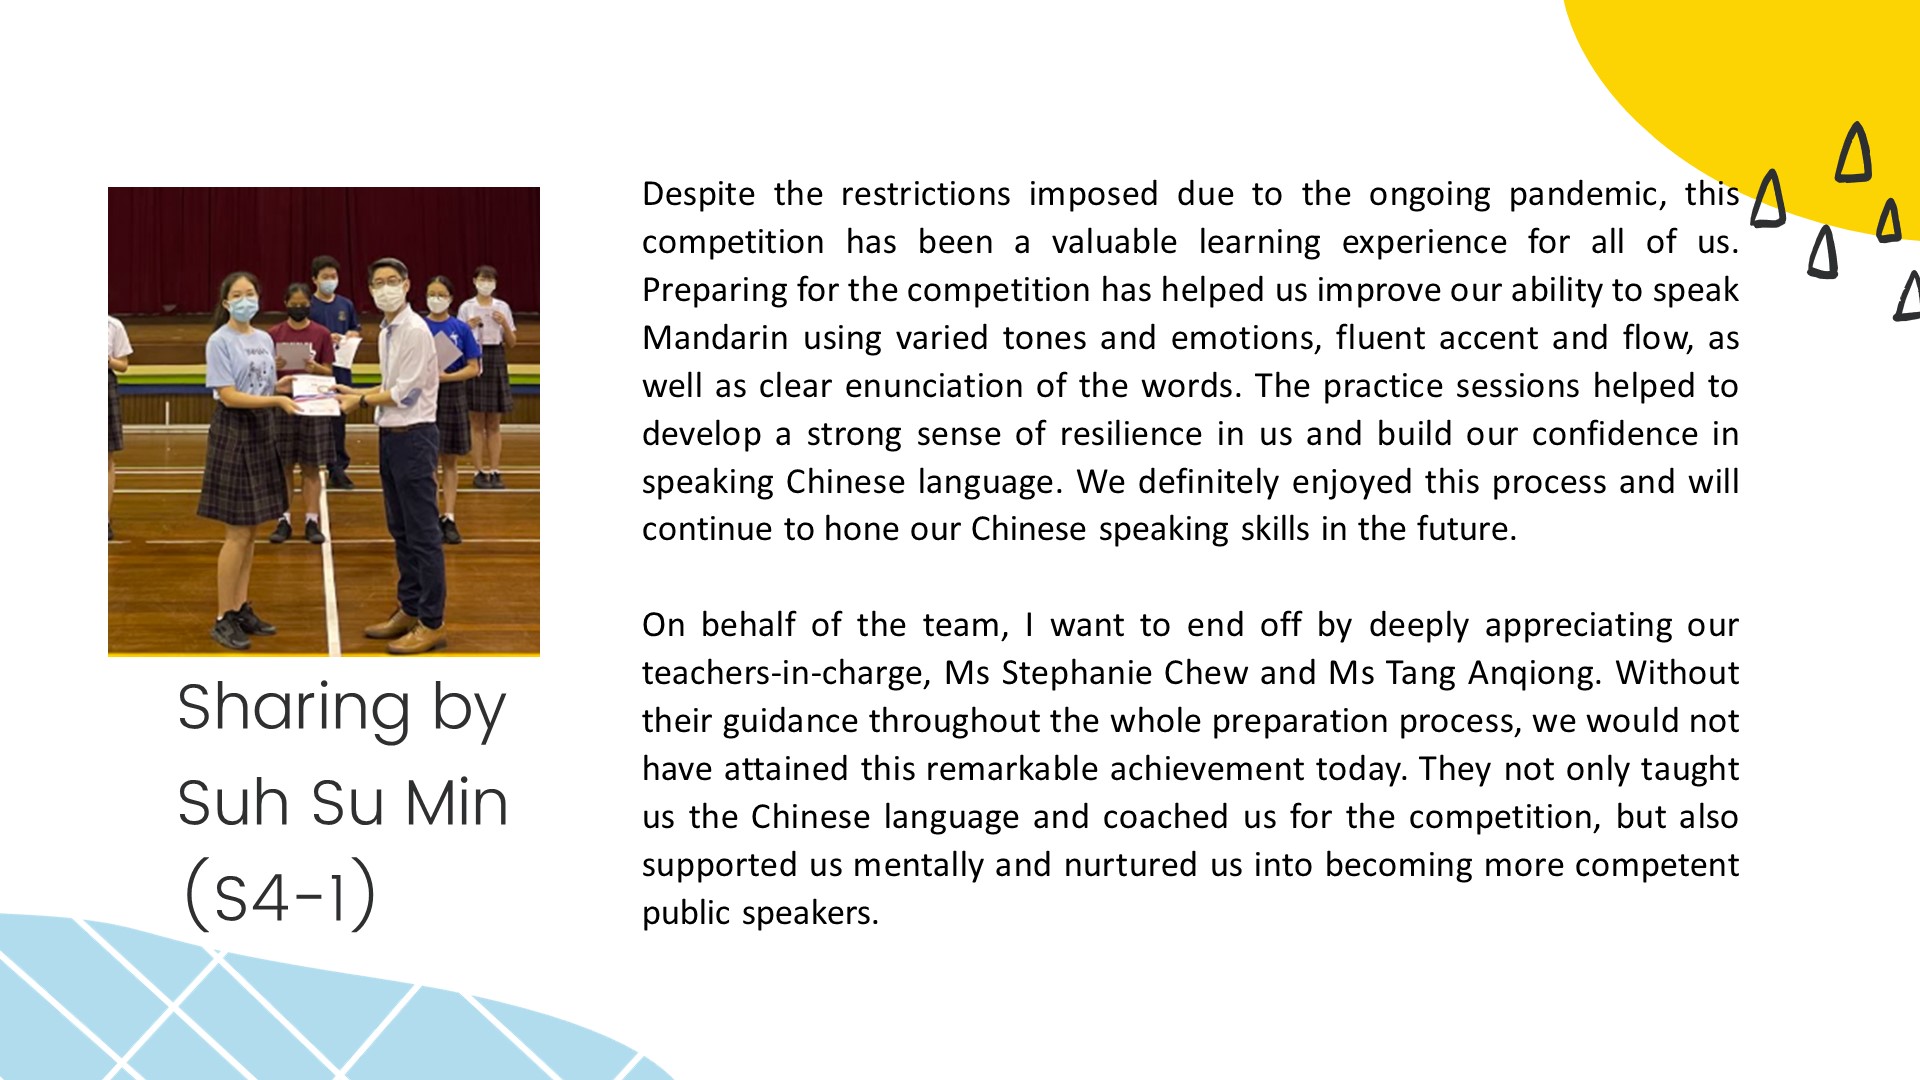 Despite the restrictions imposed due to the ongoing pandemic, this
competition has been a valuable learning experience for all of us.
Preparing for the competition has helped us improve our ability to speak
Mandarin using varied tones and emotions, fluent accent and flow, as
well as clear enunciation of the words. The practice sessions helped to
develop a strong sense of resilience in us and build our confidence in
speaking Chinese language. We definitely enjoyed this process and will
continue to hone our Chinese speaking skills in the future.
On behalf of the team, I want to end off by deeply appreciating our
teachers-in-charge, Ms Stephanie Chew and Ms Tang Anqiong. Without
their guidance throughout the whole preparation process, we would not
have attained this remarkable achievement today. They not only taught
us the Chinese language and coached us for the competition, but also
supported us mentally and nurtured us into becoming more competent
public speakers.
Sharing by
Suh Su Min
(S4-1)